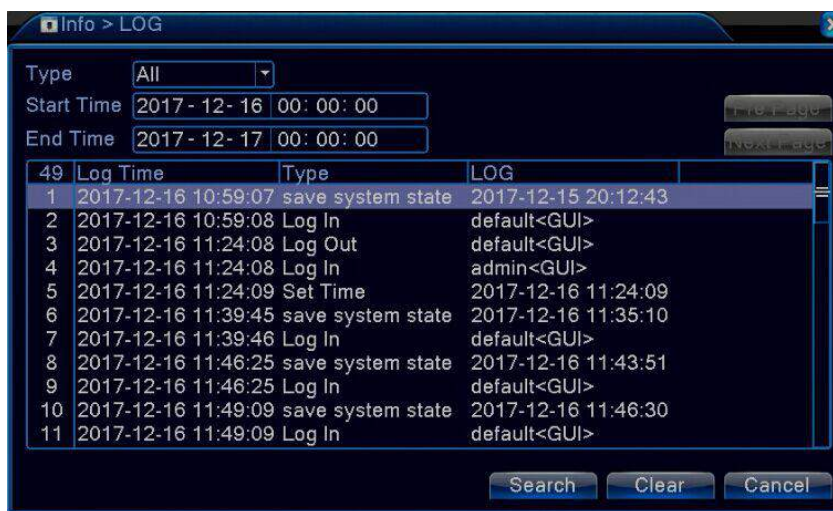 Info > LOG
Type All
Start Time 2017-12-16 00:00:00
Pre Page
End Time 2017-12-17 00:00:00
Next Page
49 Log Time Type LOG
1 2017-12-16 10:59:07 save system state 2017-12-15 20:12:43
2 2017-12-16 10:59:08 Log In default<GUI>
3 2017-12-16 11:24:08 Log Out default<GUI>
4 2017-12-16 11:24:08 Log In admin<GUI>
5 2017-12-16 11:24:09 Set Time 2017-12-16 11:24:09
6 2017-12-16 11:39:45 save system state 2017-12-16 11:35:10
7 2017-12-16 11:39:46 Log In default<GUI>
8 2017-12-16 11:46:25 save system state 2017-12-16 11:43:51
9 2017-12-16 11:46:25 Log In default<GUI>
10 2017-12-16 11:49:09 save system state 2017-12-16 11:46:30
11 2017-12-16 11:49:09 Log In default<GUI>
Search Clear Cancel